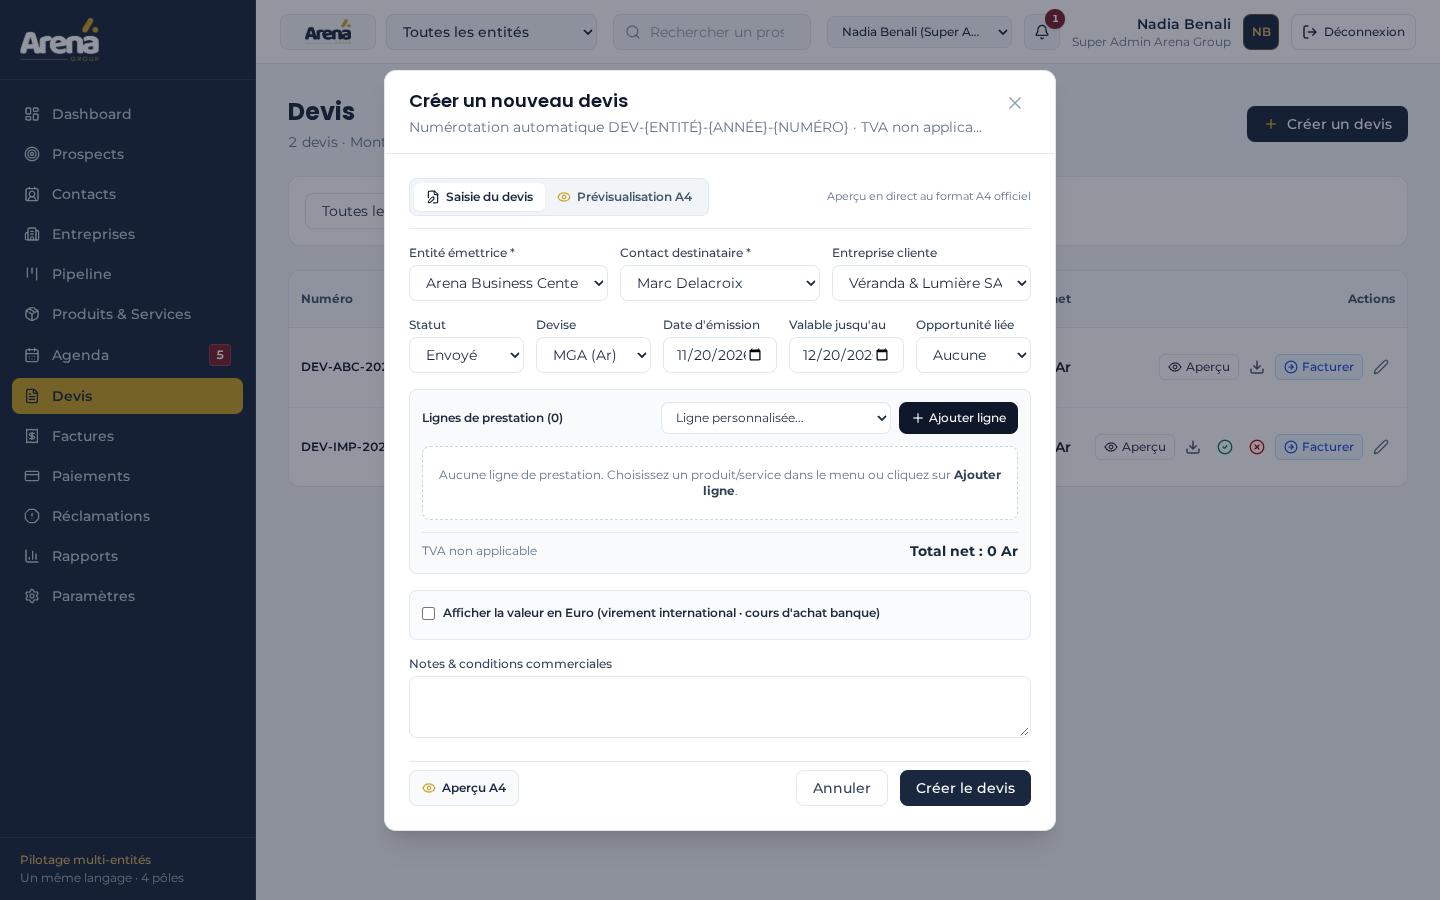 Arena
GROUP
Dashboard
Prospects
Contacts
Entreprises
Pipeline
Produits & Services
Agenda
5
Devis
Factures
Paiements
Réclamations
Rapports
Paramètres
Pilotage multi-entités
Un même langage · 4 pôles
Arena
Toutes les entités
Rechercher un pros
Nadia Benali (Super A...
1
Nadia Benali
Super Admin Arena Group
NB
Déconnexion
Devis
2 devis · Mont
Créer un devis
Toutes le
Numéro
net
Actions
DEV-ABC-202
Ar
Aperçu
Facturer
DEV-IMP-202
Ar
Aperçu
Facturer
Créer un nouveau devis
Numérotation automatique DEV-{ENTITÉ}-{ANNÉE}-{NUMÉRO} · TVA non applica...
Saisie du devis
Prévisualisation A4
Aperçu en direct au format A4 officiel
Entité émettrice *
Contact destinataire *
Entreprise cliente
Arena Business Cente
Marc Delacroix
Véranda & Lumière SA
Statut
Devise
Date d'émission
Valable jusqu'au
Opportunité liée
Envoyé
MGA (Ar)
11/20/2026
12/20/202
Aucune
Lignes de prestation (0)
Ligne personnalisée...
Ajouter ligne
Aucune ligne de prestation. Choisissez un produit/service dans le menu ou cliquez sur Ajouter
ligne.
TVA non applicable
Total net : 0 Ar
Afficher la valeur en Euro (virement international · cours d'achat banque)
Notes & conditions commerciales
Aperçu A4
Annuler
Créer le devis